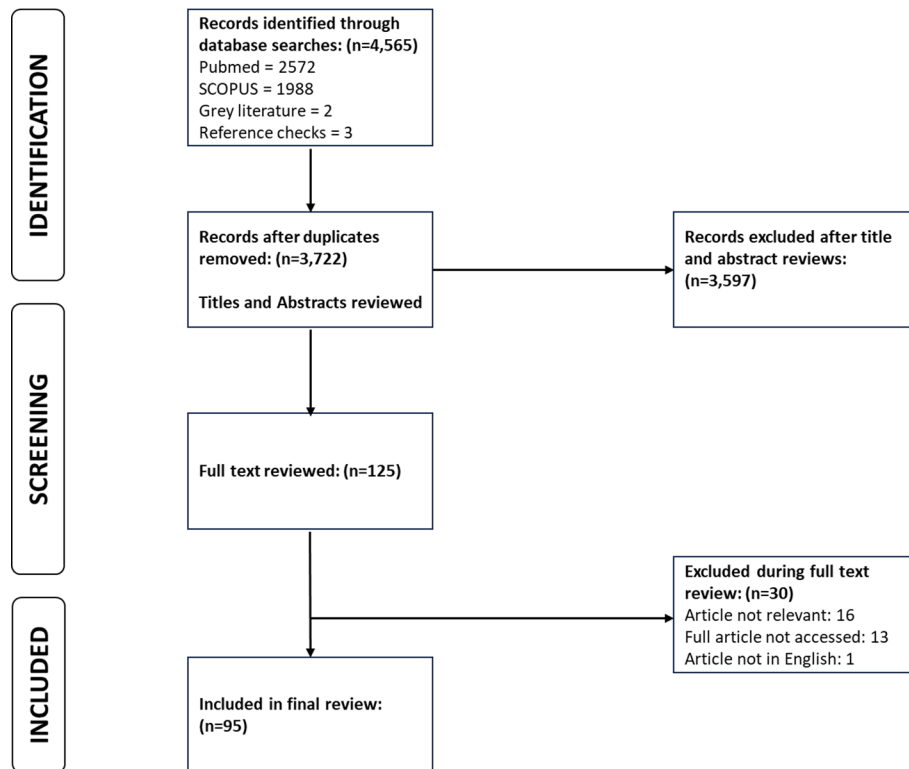 IDENTIFICATION
Records identified through
database searches: (n=4,565)
Pubmed = 2572
SCOPUS = 1988
Grey literature = 2
Reference checks = 3
Records after duplicates
removed: (n=3,722)
Titles and Abstracts reviewed
Records excluded after title
and abstract reviews:
(n=3,597)
SCREENING
Full text reviewed: (n=125)
Excluded during full text
review: (n=30)
Article not relevant: 16
Full article not accessed: 13
Article not in English: 1
INCLUDED
Included in final review:
(n=95)